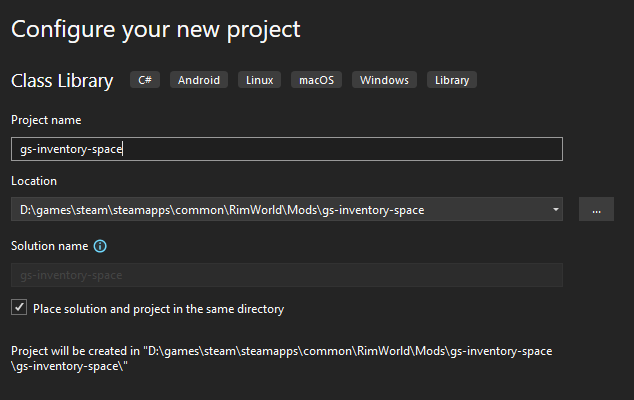 Configure your new project
Class Library C# Android Linux macOS Windows Library
Project name
gs-inventory-space
Location
D:\games\steam\steamapps\common\RimWorld\Mods\gs-inventory-space ...
Solution name
gs-inventory-space
Place solution and project in the same directory
Project will be created in "D:\games\steam\steamapps\common\RimWorld\Mods\gs-inventory-space
\gs-inventory-space\"